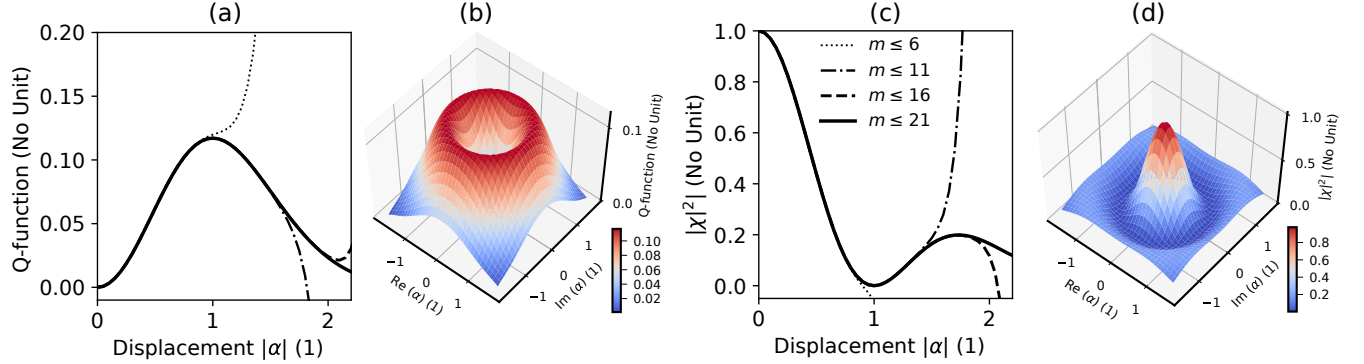 (a)
Q-function (No Unit)
0.20
0.15
0.10
0.05
0.00
0
1
2
Displacement |α| (1)
(b)
0.1
0.0
Q-function (No Unit)
−1
0
1
Re (α) (1)
−1
0
1
Im (α) (1)
0.10
0.08
0.06
0.04
0.02
(c)
|χ|²| (No Unit)
1.0
0.8
0.6
0.4
0.2
0.0
0
1
2
Displacement |α| (1)
m ≤ 6
m ≤ 11
m ≤ 16
m ≤ 21
(d)
1.0
0.5
0.0
|χ|²| (No Unit)
−1
0
1
Re (α) (1)
−1
0
1
Im (α) (1)
0.8
0.6
0.4
0.2